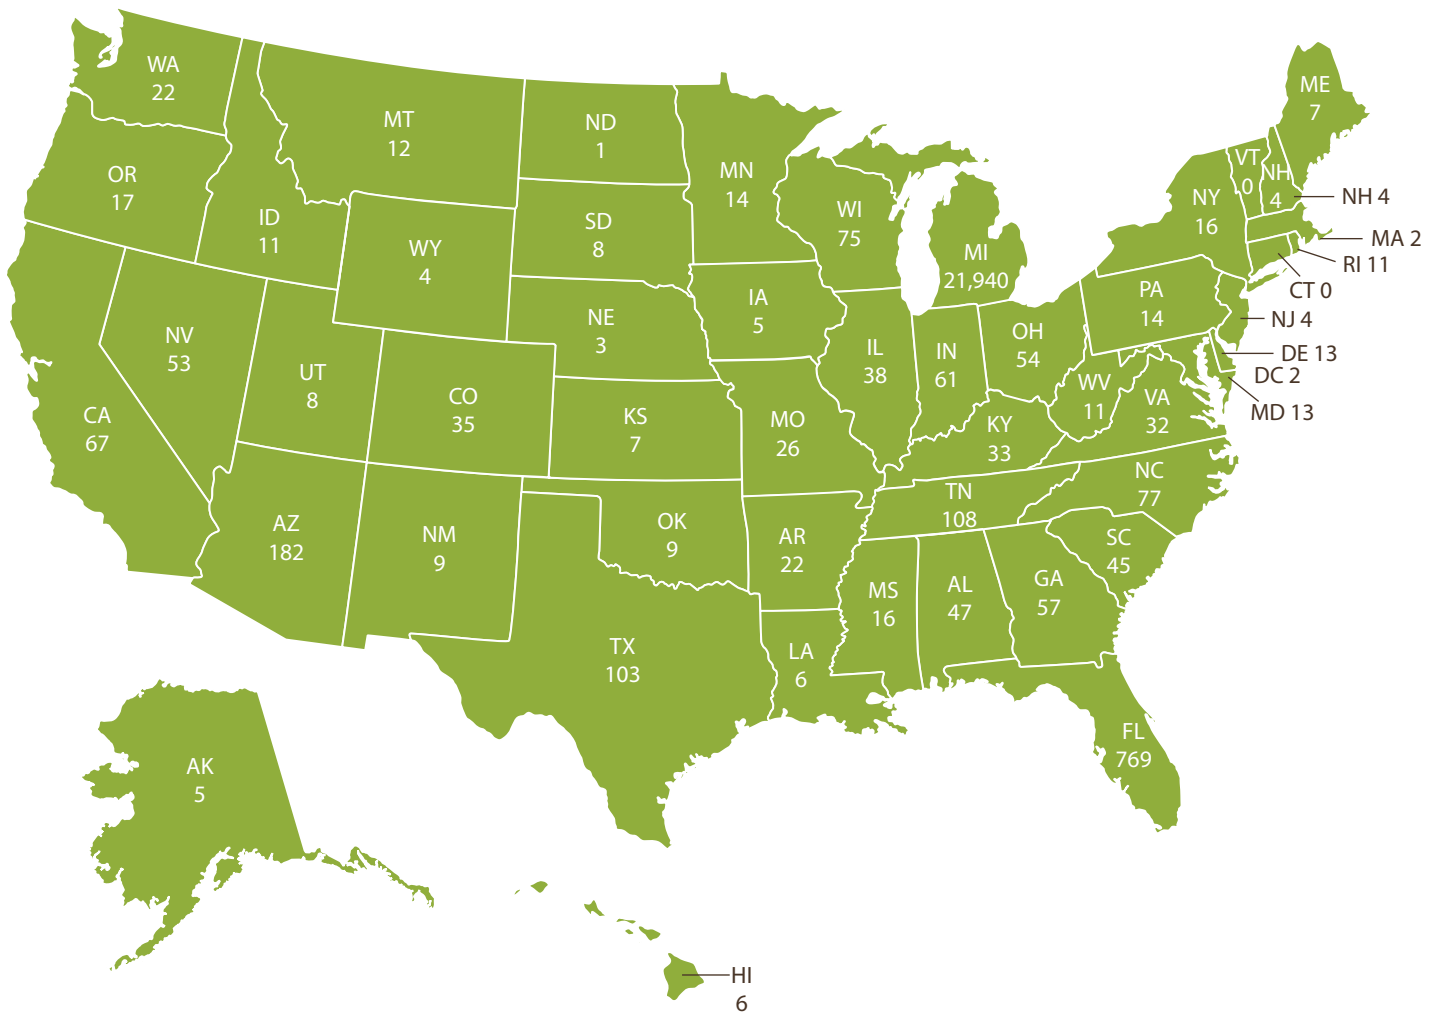 WA
22
OR
17
CA
67
ID
11
NV
53
MT
12
WY
4
UT
8
AZ
182
CO
35
NM
9
ND
1
SD
8
NE
3
KS
7
OK
9
TX
103
MN
14
IA
5
MO
26
AR
22
LA
6
WI
75
IL
38
MI
21,940
IN
61
OH
54
KY
33
TN
108
MS
16
AL
47
GA
57
FL
769
SC
45
NC
77
VA
32
WV
11
PA
14
NY
16
VT
0
NH
4
ME
7
NH 4
MA 2
RI 11
CT 0
NJ 4
DE 13
DC 2
MD 13
AK
5
HI
6